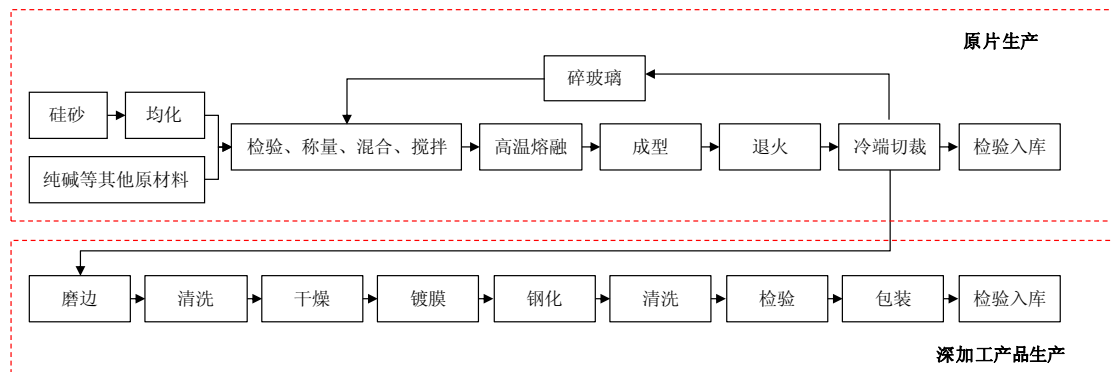 原片生产
碎玻璃
硅砂
均化
检验、称量、混合、搅拌
高温熔融
成型
退火
冷端切裁
检验入库
纯碱等其他原材料
磨边
清洗
干燥
镀膜
钢化
清洗
检验
包装
检验入库
深加工产品生产